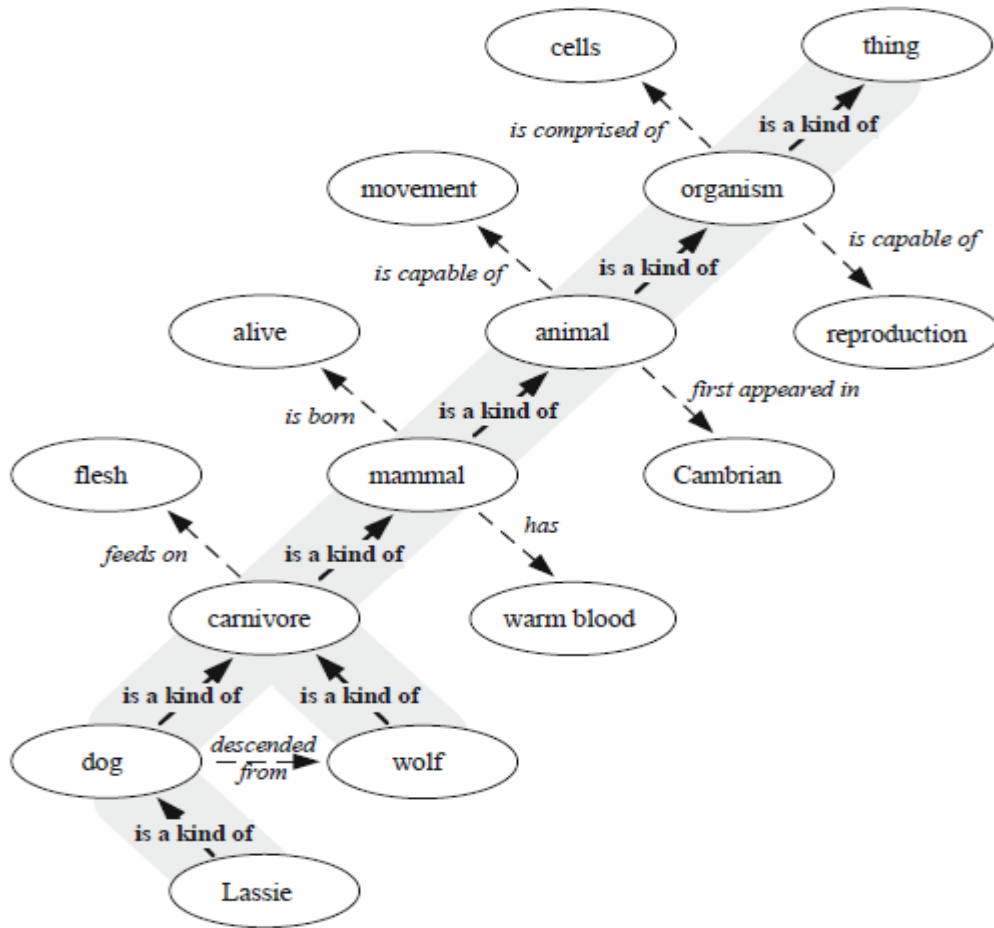 cells
thing
is comprised of
is a kind of
movement
organism
is capable of
is a kind of
is capable of
alive
animal
reproduction
is born
is a kind of
first appeared in
flesh
mammal
Cambrian
feeds on
is a kind of
has
carnivore
warm blood
is a kind of
is a kind of
dog
descended
from
wolf
is a kind of
Lassie